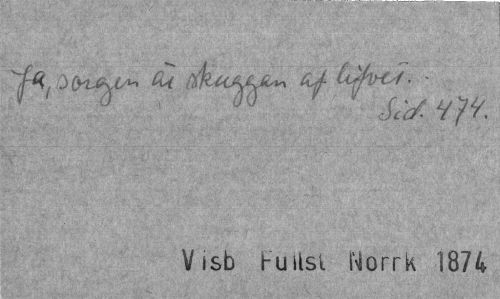 Ja, sorgen är skuggan af lifvet.
Sid. 474.
Visb Fullst Norrk 1874